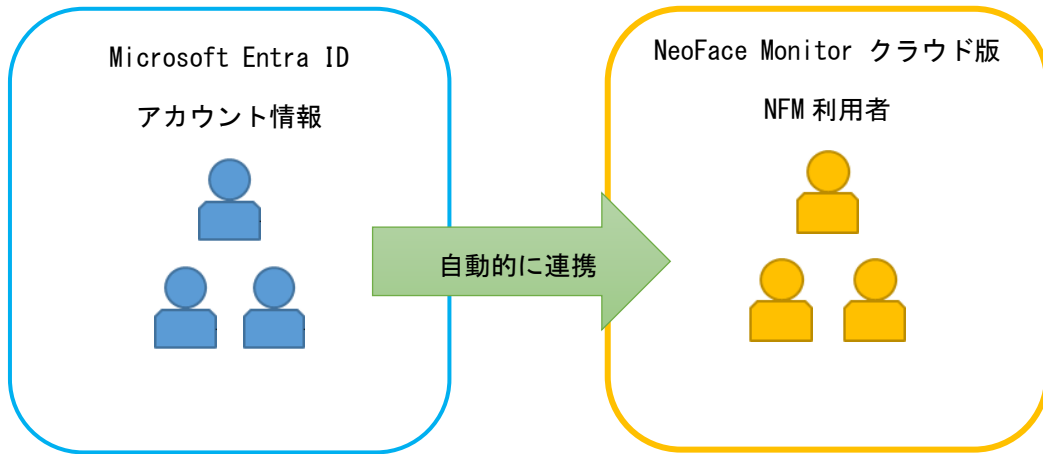 Microsoft Entra ID
アカウント情報
自動的に連携
NeoFace Monitor クラウド版
NFM 利用者